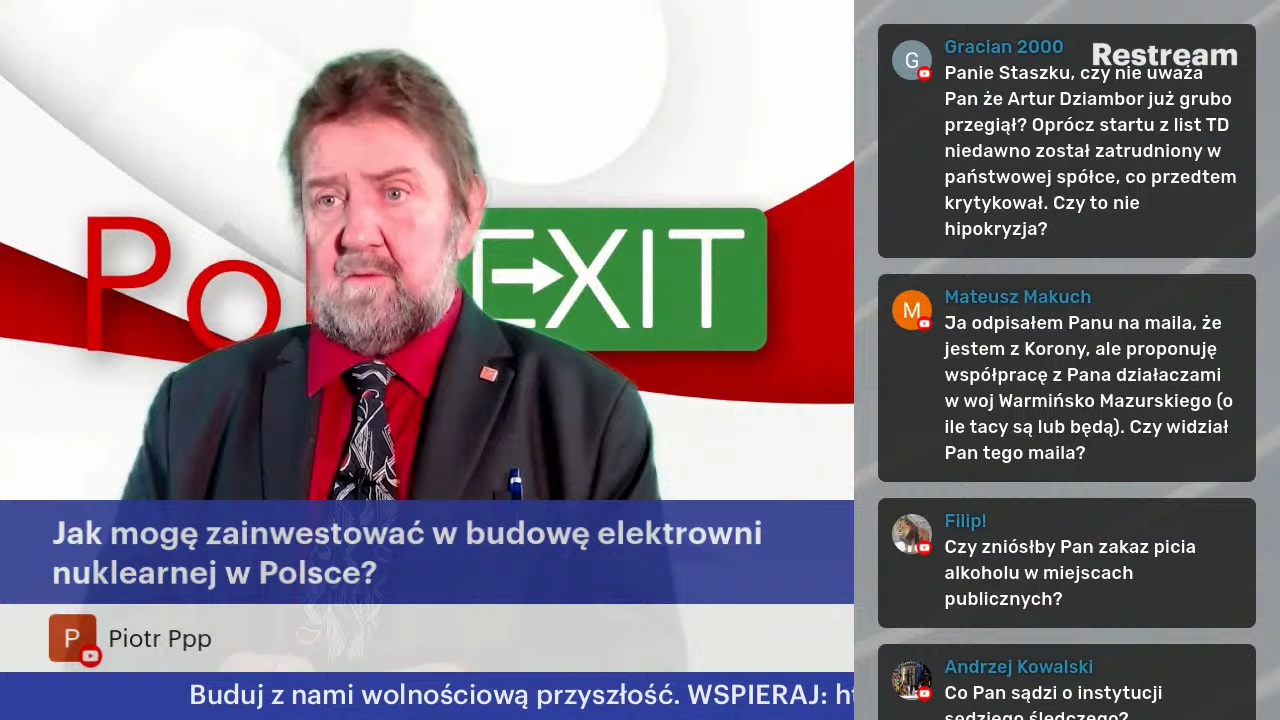 Po
EXIT
Jak mogę zainwestować w budowę elektrowni
nuklearnej w Polsce?
P
Piotr Ppp
Buduj z nami wolnościową przyszłość. WSPIERAJ:
Restream
G
Gracian 2000
Panie Staszku, czy nie uważa
Pan że Artur Dziambor już grubo
przegiął? Oprócz startu z list TD
niedawno został zatrudniony w
państwowej spółce, co przedtem
krytykował. Czy to nie
hipokryzja?
M
Mateusz Makuch
Ja odpisałem Panu na maila, że
jestem z Korony, ale proponuję
współpracę z Pana działaczami
w woj Warmińsko Mazurskiego (o
ile tacy są lub będą). Czy widział
Pan tego maila?
Fiiip!
Czy zniósłby Pan zakaz picia
alkoholu w miejscach
publicznych?
Andrzej Kowalski
Co Pan sądzi o instytucji
sędziego śledczego?